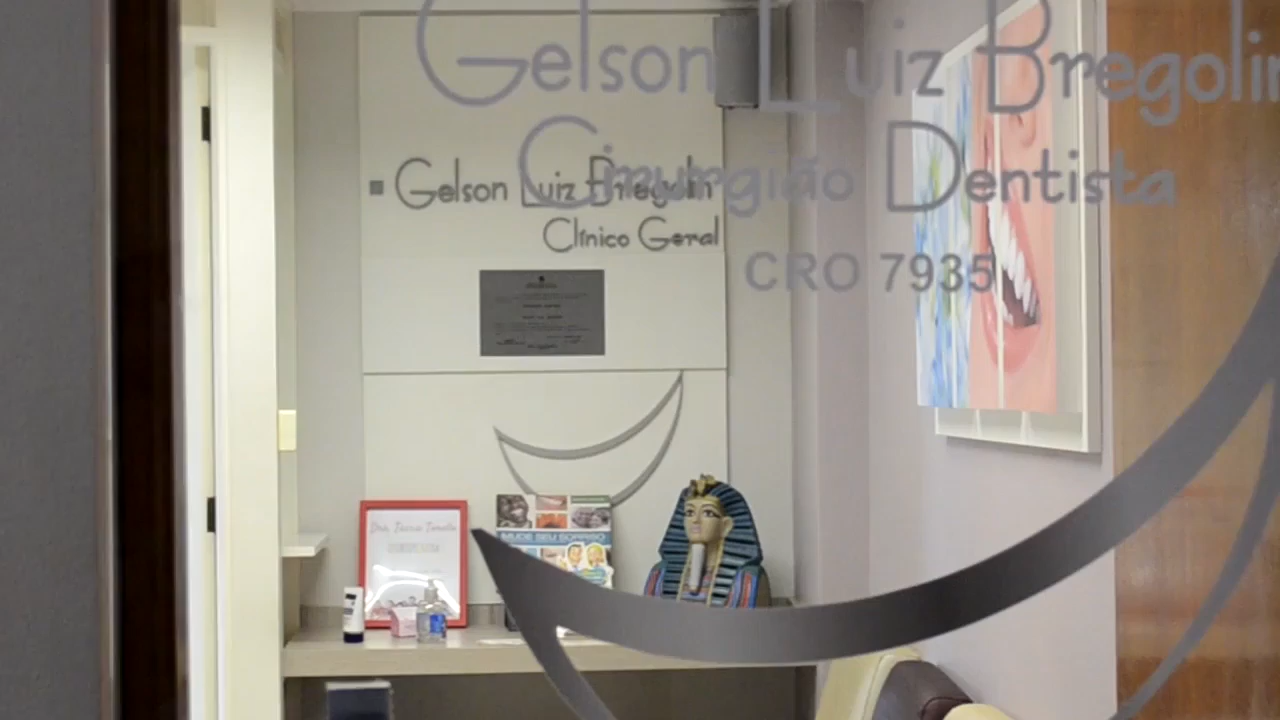 Gelson Luiz Bregolin
Cirurgião Dentista
CRO 7935
Gelson Luiz Bregolin
Clínico Geral
MUDE SEU SORRISO